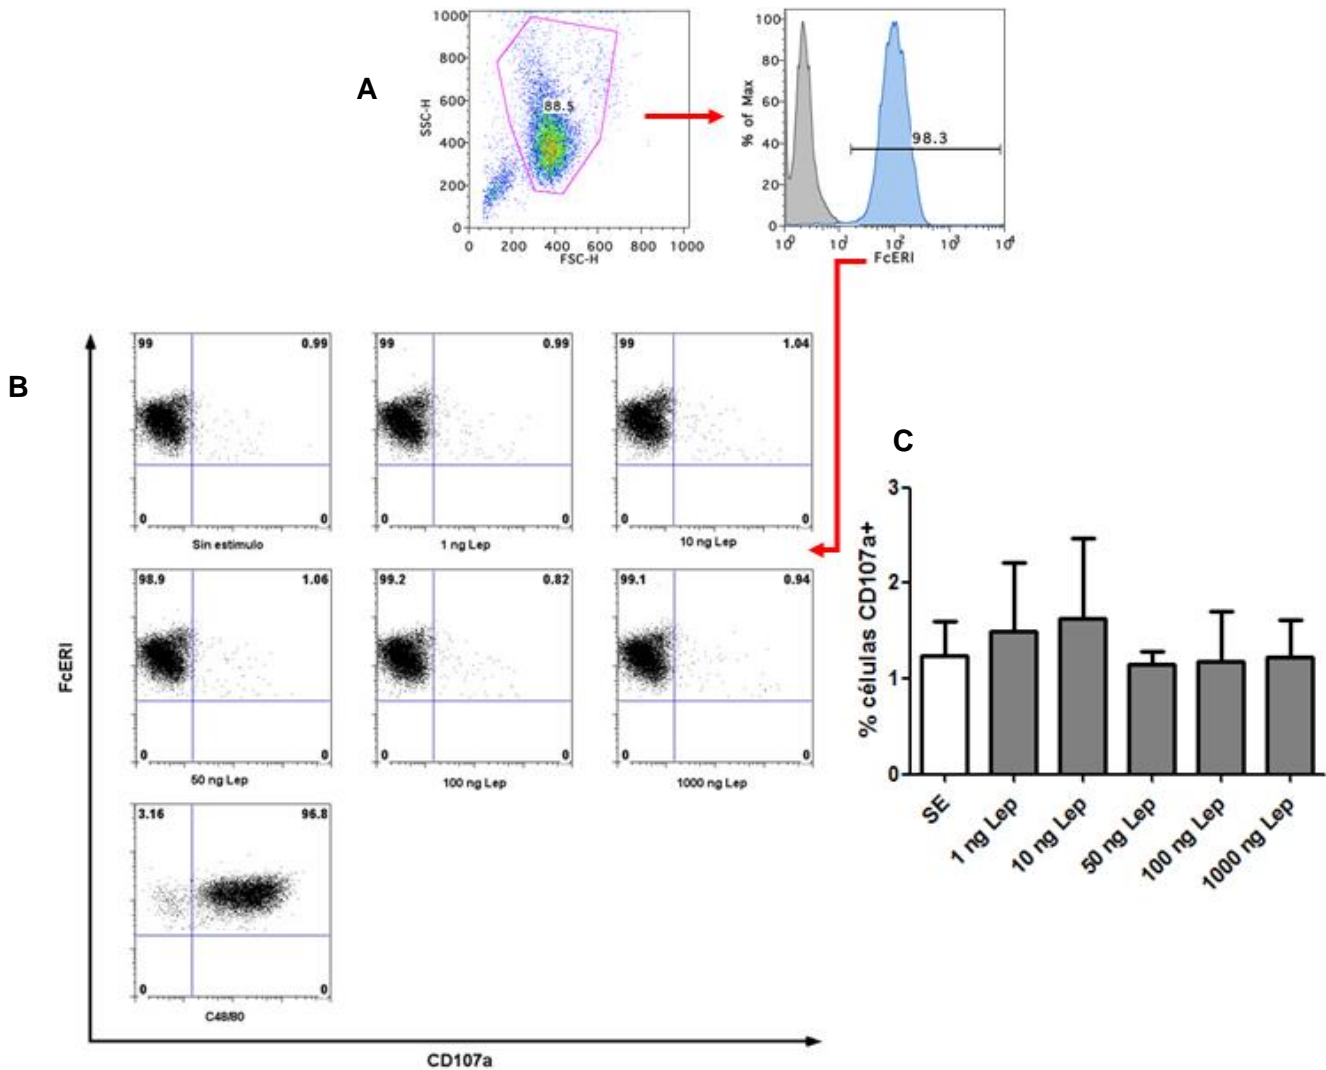 A
1000
800
600
400
200
0
SSC-H
88.5
0 200 400 600 800 1000
FSC-H
100
80
60
40
20
0
% of Max
98.3
10⁰ 10¹ 10² 10³ 10⁴
FcERI
B
99 0.99
0 0
Sin estimulo
99 0.99
0 0
1 ng Lep
99 1.04
0 0
10 ng Lep
98.9 1.06
0 0
50 ng Lep
99.2 0.82
0 0
100 ng Lep
99.1 0.94
0 0
1000 ng Lep
3.16 96.8
0 0
C48/80
FcERI
CD107a
C
3
2
1
0
% células CD107a+
SE
1 ng Lep
10 ng Lep
50 ng Lep
100 ng Lep
1000 ng Lep